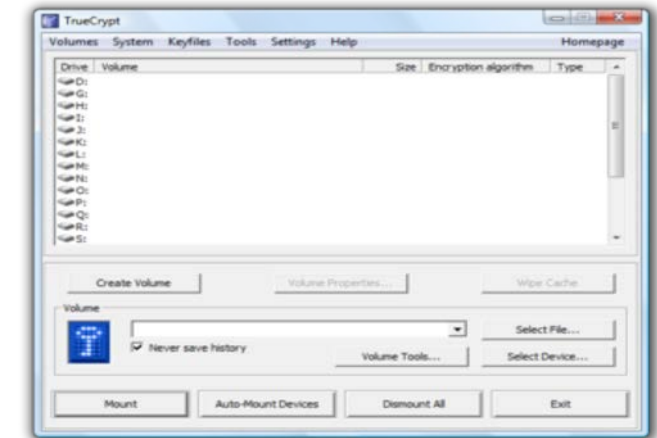 TrueCrypt
Volumes System Keyfiles Tools Settings Help Homepage
Drive Volume Size Encryption algorithm Type
D:
G:
H:
I:
J:
K:
L:
M:
N:
O:
P:
Q:
R:
S:
Create Volume Volume Properties... Wipe Cache
Volume
Select File...
Never save history
Volume Tools... Select Device...
Mount Auto-Mount Devices Dismount All Exit